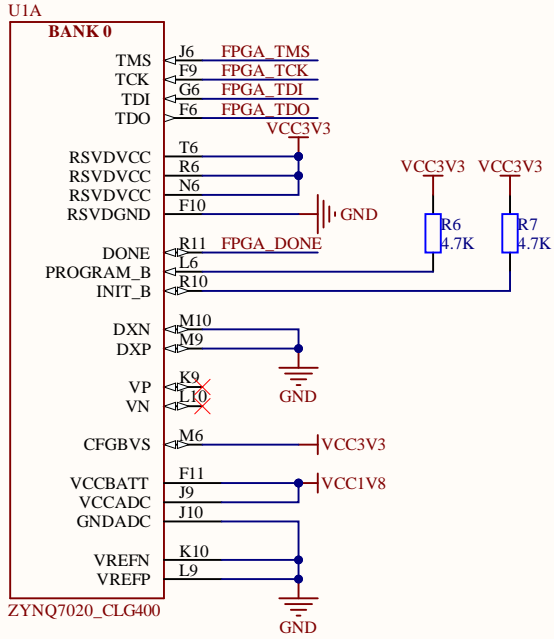 U1A
BANK 0
TMS J6 FPGA_TMS
TCK F9 FPGA_TCK
TDI G6 FPGA_TDI
TDO F6 FPGA_TDO
VCC3V3
RSVDVCC T6
RSVDVCC R6
RSVDVCC N6
RSVDGND F10 GND
VCC3V3 VCC3V3
R6 R7
4.7K 4.7K
DONE R11 FPGA_DONE
PROGRAM_B L6
INIT_B R10
DXN M10
DXP M9
GND
VP K9
VN L10
CFGBVS M6 VCC3V3
VCCBATT F11 VCC1V8
VCCADC J9
GNDADC J10
VREFN K10
VREFP L9
GND
ZYNQ7020_CLG400